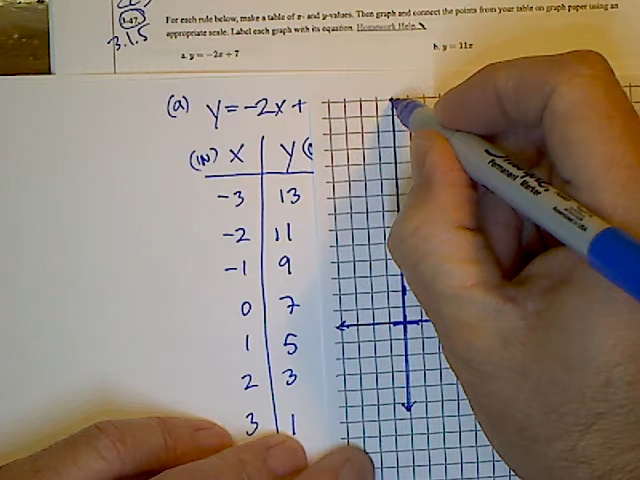 1-47.
3.1.5
For each rule below, make a table of x- and y-values. Then graph and connect the points from your table on graph paper using an
appropriate scale. Label each graph with its equation. Homework Help
a. y = -2x + 7
b. y = 11x
(a) y = -2x +
(IN) x | y (
-3 | 13
-2 | 11
-1 | 9
0 | 7
1 | 5
2 | 3
3 | 1
Permanent Marker